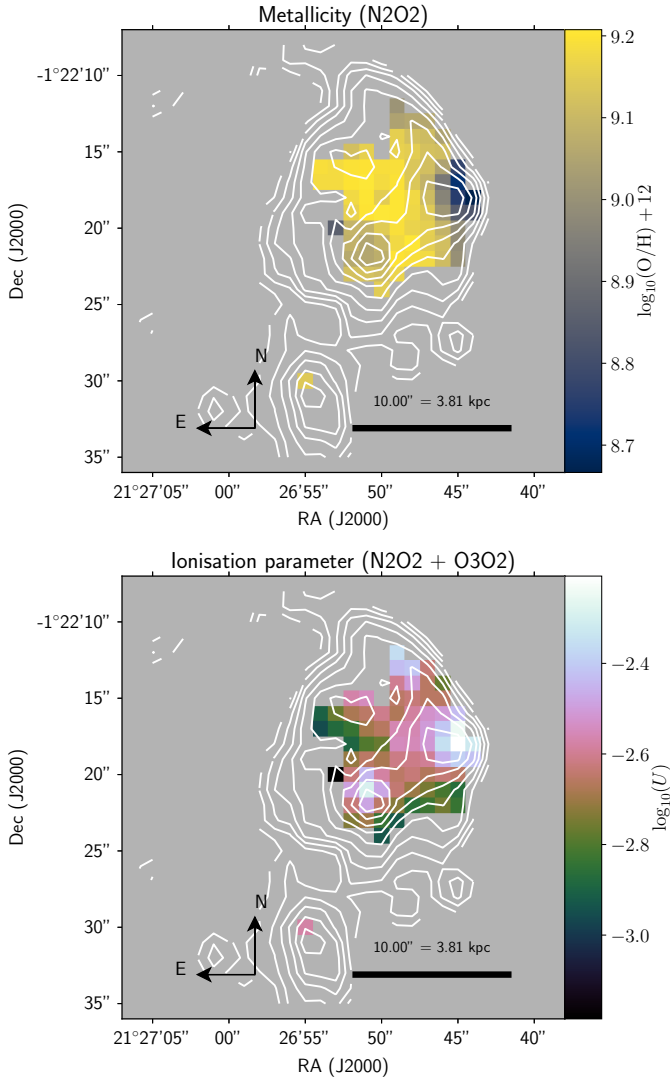 Metallicity (N2O2)
-1°22'10"
15"
20"
25"
30"
35"
Dec (J2000)
N
E
10.00" = 3.81 kpc
21°27'05"  00"  26'55"  50"  45"  40"
RA (J2000)
9.2
9.1
9.0
8.9
8.8
8.7
log₁₀(O/H) + 12
Ionisation parameter (N2O2 + O3O2)
-1°22'10"
15"
20"
25"
30"
35"
Dec (J2000)
N
E
10.00" = 3.81 kpc
21°27'05"  00"  26'55"  50"  45"  40"
RA (J2000)
−2.4
−2.6
−2.8
−3.0
log₁₀(U)